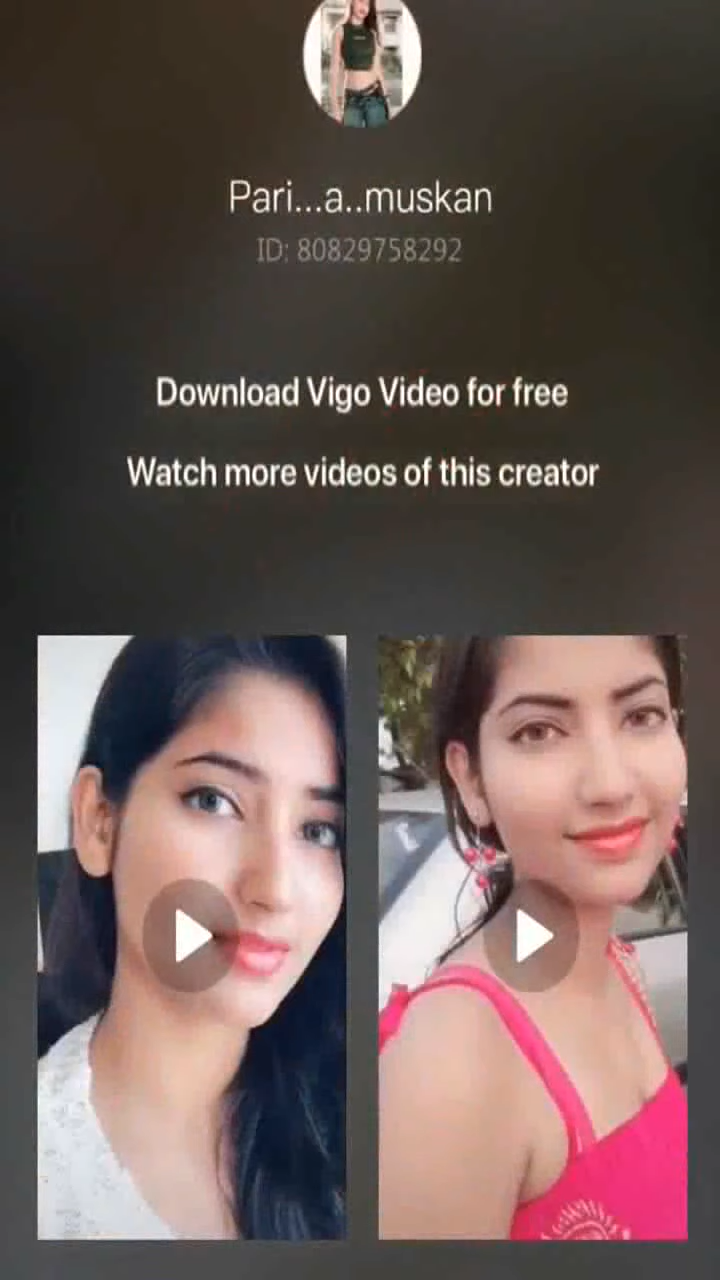 Pari...a..muskan
ID: 80829758292
Download Vigo Video for free
Watch more videos of this creator